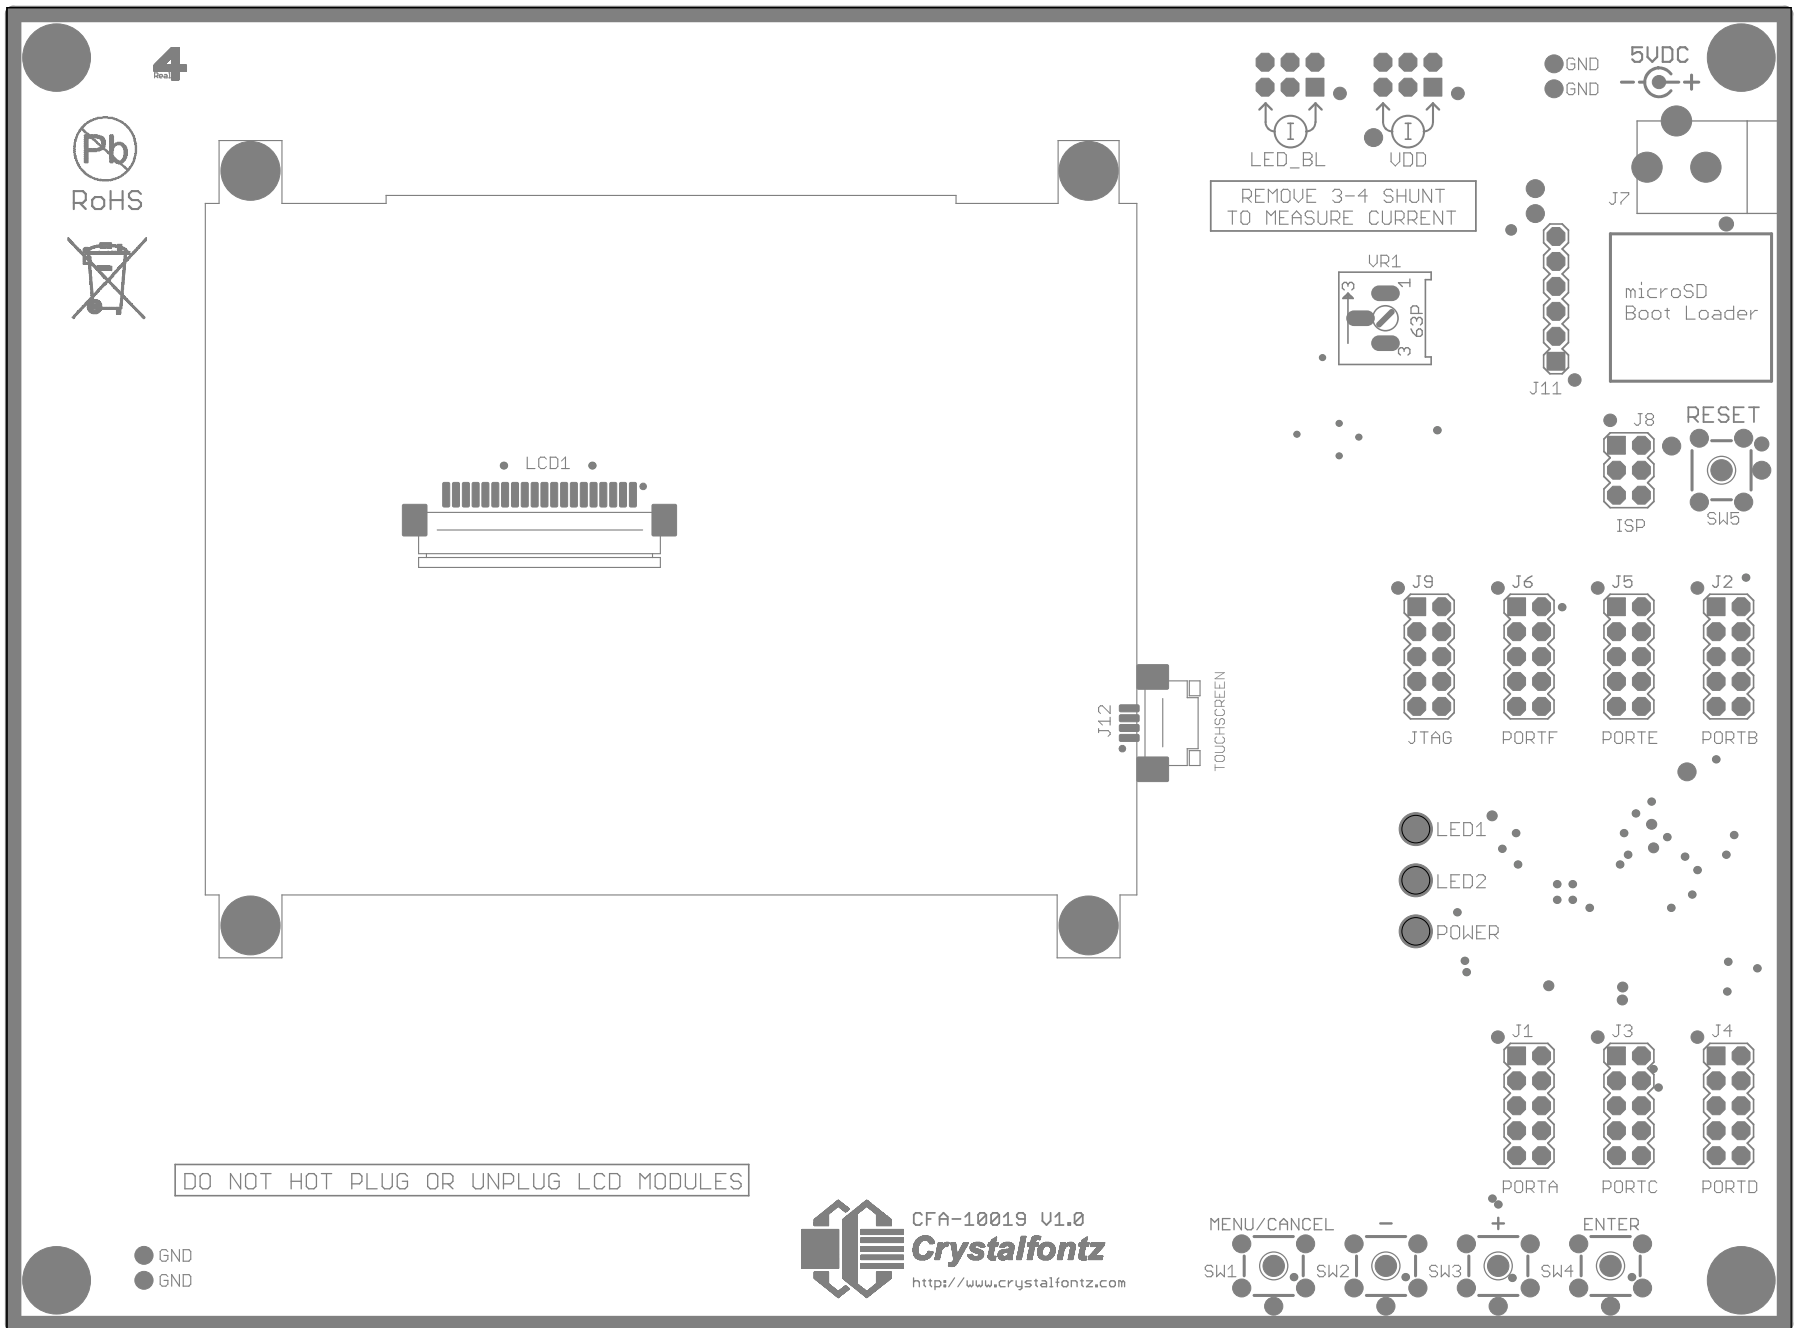 4
Real
5VDC
- +
GND
GND
Pb
RoHS
I
I
LED_BL
VDD
REMOVE 3-4 SHUNT
TO MEASURE CURRENT
J7
VR1
3
1
63P
3
microSD
Boot Loader
J11
RESET
J8
ISP
SW5
LCD1
J9
J6
J5
J2
JTAG
PORTF
PORTE
PORTB
J12
TOUCHSCREEN
LED1
LED2
POWER
J1
J3
J4
PORTA
PORTC
PORTD
DO NOT HOT PLUG OR UNPLUG LCD MODULES
CFA-10019 V1.0
Crystalfontz
http://www.crystalfontz.com
MENU/CANCEL
-
+
ENTER
SW1
SW2
SW3
SW4
GND
GND